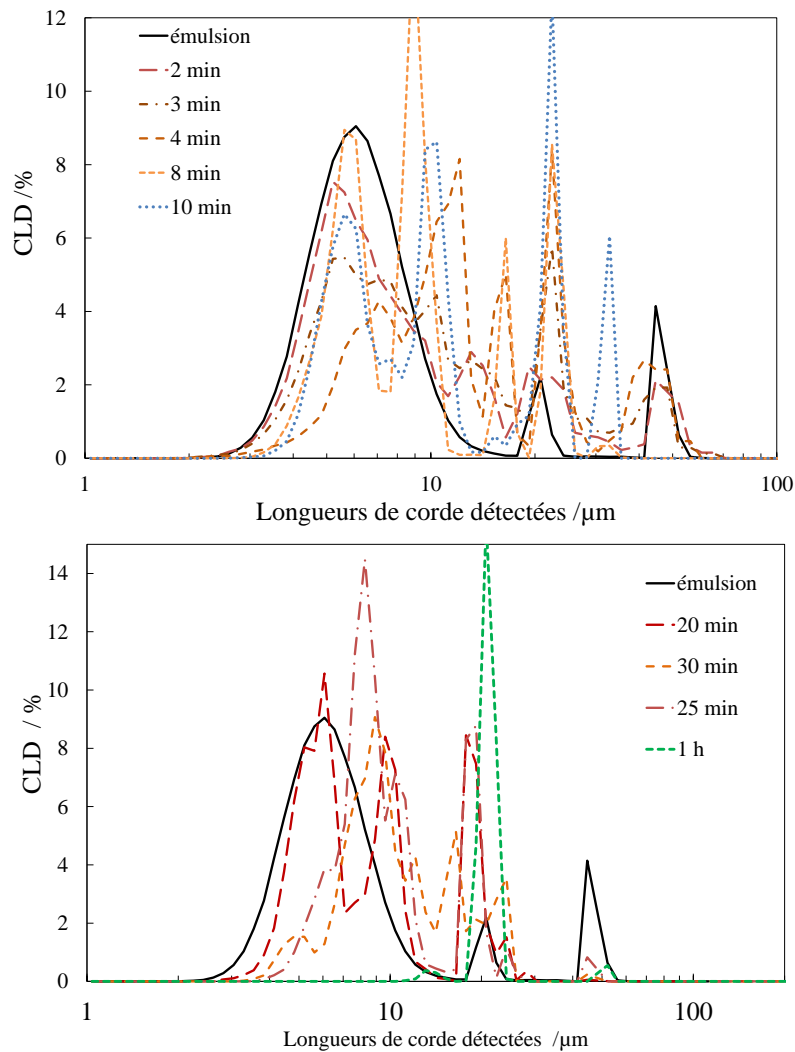 12
10
8
6
4
2
0
CLD /%
émulsion
2 min
3 min
4 min
8 min
10 min
1 10 100
Longueurs de corde détectées /µm
14
12
10
8
6
4
2
0
CLD / %
émulsion
20 min
30 min
25 min
1 h
1 10 100
Longueurs de corde détectées /µm